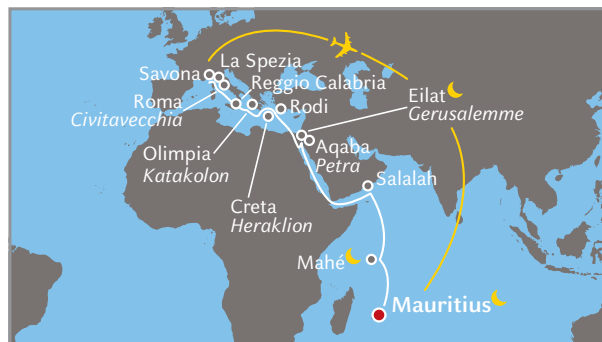 La Spezia
Savona
Reggio Calabria
Roma
Civitavecchia
Rodi
Eilat
Gerusalemme
Olimpia
Katakolon
Aqaba
Petra
Salalah
Creta
Heraklion
Mahé
Mauritius